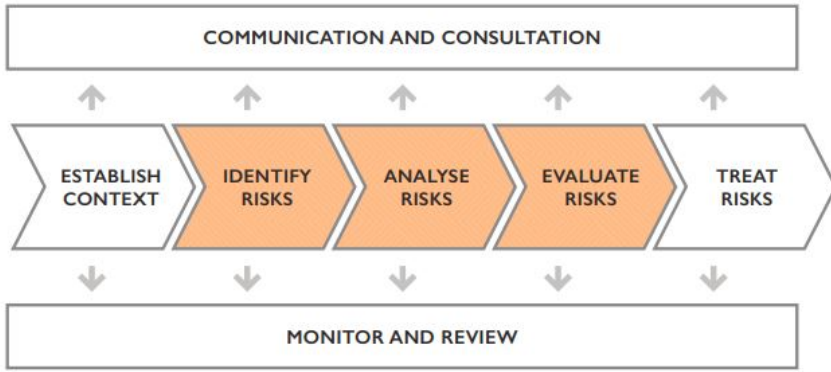 COMMUNICATION AND CONSULTATION
ESTABLISH
CONTEXT
IDENTIFY
RISKS
ANALYSE
RISKS
EVALUATE
RISKS
TREAT
RISKS
MONITOR AND REVIEW